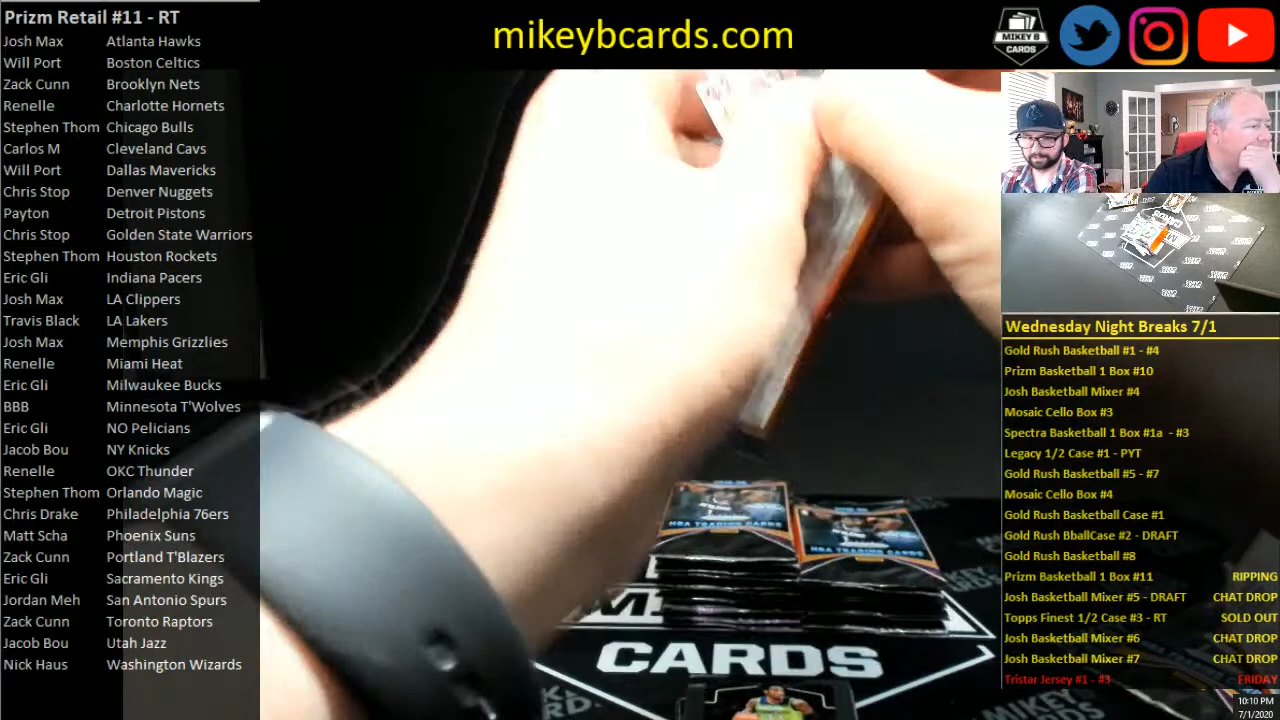 Prizm Retail #11 - RT
Josh Max Atlanta Hawks
Will Port Boston Celtics
Zack Cunn Brooklyn Nets
Renelle Charlotte Hornets
Stephen Thom Chicago Bulls
Carlos M Cleveland Cavs
Will Port Dallas Mavericks
Chris Stop Denver Nuggets
Payton Detroit Pistons
Chris Stop Golden State Warriors
Stephen Thom Houston Rockets
Eric Gli Indiana Pacers
Josh Max LA Clippers
Travis Black LA Lakers
Josh Max Memphis Grizzlies
Renelle Miami Heat
Eric Gli Milwaukee Bucks
BBB Minnesota T'Wolves
Eric Gli NO Pelicians
Jacob Bou NY Knicks
Renelle OKC Thunder
Stephen Thom Orlando Magic
Chris Drake Philadelphia 76ers
Matt Scha Phoenix Suns
Zack Cunn Portland T'Blazers
Eric Gli Sacramento Kings
Jordan Meh San Antonio Spurs
Zack Cunn Toronto Raptors
Jacob Bou Utah Jazz
Nick Haus Washington Wizards
mikeybcards.com
MIKEY B
CARDS
NBA TRADING CARDS
NBA TRADING CARDS
CARDS
Wednesday Night Breaks 7/1
Gold Rush Basketball #1 - #4
Prizm Basketball 1 Box #10
Josh Basketball Mixer #4
Mosaic Cello Box #3
Spectra Basketball 1 Box #1a - #3
Legacy 1/2 Case #1 - PYT
Gold Rush Basketball #5 - #7
Mosaic Cello Box #4
Gold Rush Basketball Case #1
Gold Rush BballCase #2 - DRAFT
Gold Rush Basketball #8
Prizm Basketball 1 Box #11 RIPPING
Josh Basketball Mixer #5 - DRAFT CHAT DROP
Topps Finest 1/2 Case #3 - RT SOLD OUT
Josh Basketball Mixer #6 CHAT DROP
Josh Basketball Mixer #7 CHAT DROP
Tristar Jersey #1 - #3 FRIDAY
10:10 PM
7/1/2020